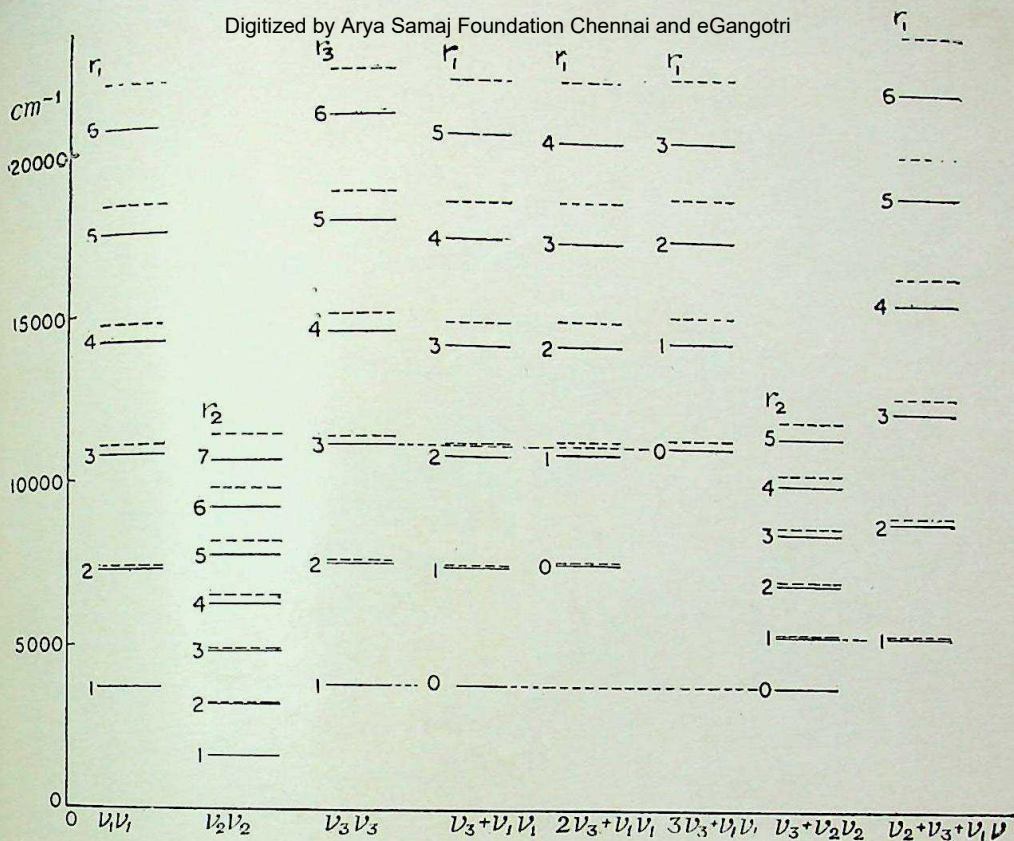 Digitized by Arya Samaj Foundation Chennai and eGangotri
r₁ r₃ r₁ r₁ r₁ r₁
cm⁻¹
6 6 5 4 3 6
20000
5 5 4 3 2 5
15000
4 4 3 2 1 4
r₂ r₂
3 7 3 2 1 0 5 3
10000
6 4
2 5 2 1 0 3 2
4 2
5000
3 1 1
1 2 1 0 0
1
0
0 ν₁ν₁ ν₂ν₂ ν₃ν₃ ν₃+ν₁ν₁ 2ν₃+ν₁ν₁ 3ν₃+ν₁ν₁ ν₃+ν₂ν₂ ν₂+ν₃+ν₁ν